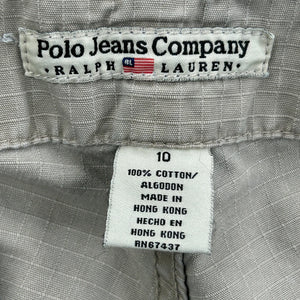 Polo Jeans Company
• RALPH RL LAUREN •
10
100% COTTON/
ALGODON
MADE IN
HONG KONG
HECHO EN
HONG KONG
RN67437